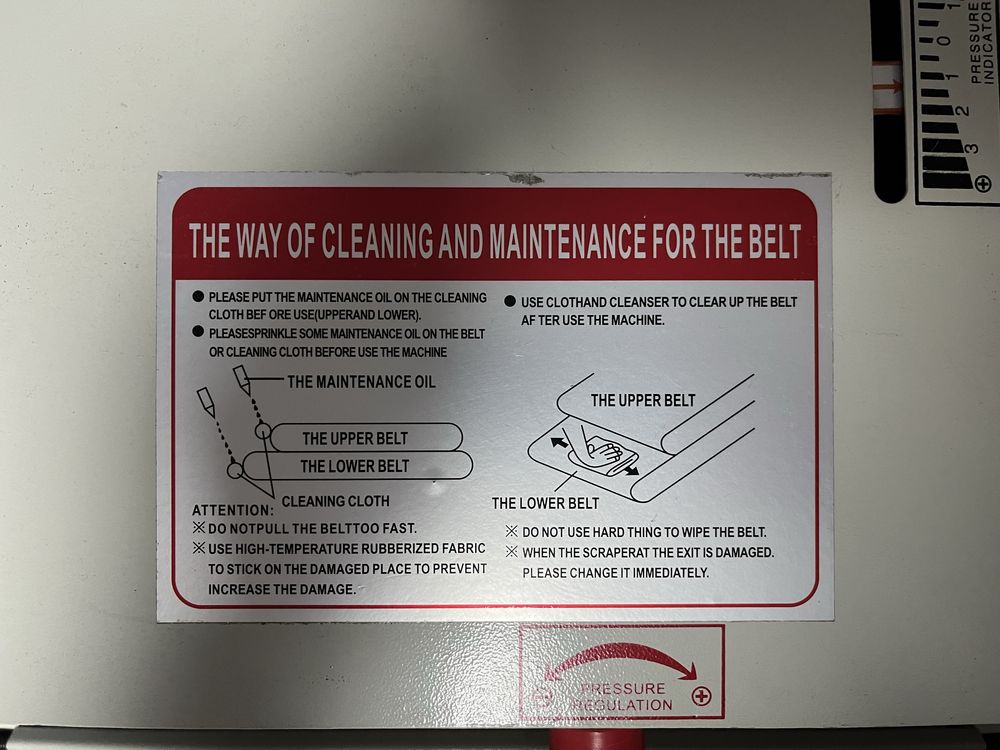 THE WAY OF CLEANING AND MAINTENANCE FOR THE BELT
● PLEASE PUT THE MAINTENANCE OIL ON THE CLEANING
CLOTH BEF ORE USE(UPPERAND LOWER).
● PLEASESPRINKLE SOME MAINTENANCE OIL ON THE BELT
OR CLEANING CLOTH BEFORE USE THE MACHINE
THE MAINTENANCE OIL
THE UPPER BELT
THE LOWER BELT
CLEANING CLOTH
ATTENTION:
※ DO NOTPULL THE BELTTOO FAST.
※ USE HIGH-TEMPERATURE RUBBERIZED FABRIC
TO STICK ON THE DAMAGED PLACE TO PREVENT
INCREASE THE DAMAGE.
● USE CLOTHAND CLEANSER TO CLEAR UP THE BELT
AF TER USE THE MACHINE.
THE UPPER BELT
THE LOWER BELT
※ DO NOT USE HARD THING TO WIPE THE BELT.
※ WHEN THE SCRAPERAT THE EXIT IS DAMAGED.
PLEASE CHANGE IT IMMEDIATELY.
PRESSURE
INDICATOR
1
0
1
2
3
PRESSURE
REGULATION